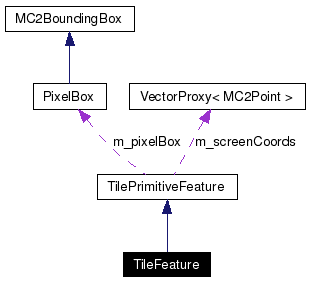 MC2BoundingBox
PixelBox
VectorProxy< MC2Point >
m_pixelBox
m_screenCoords
TilePrimitiveFeature
TileFeature